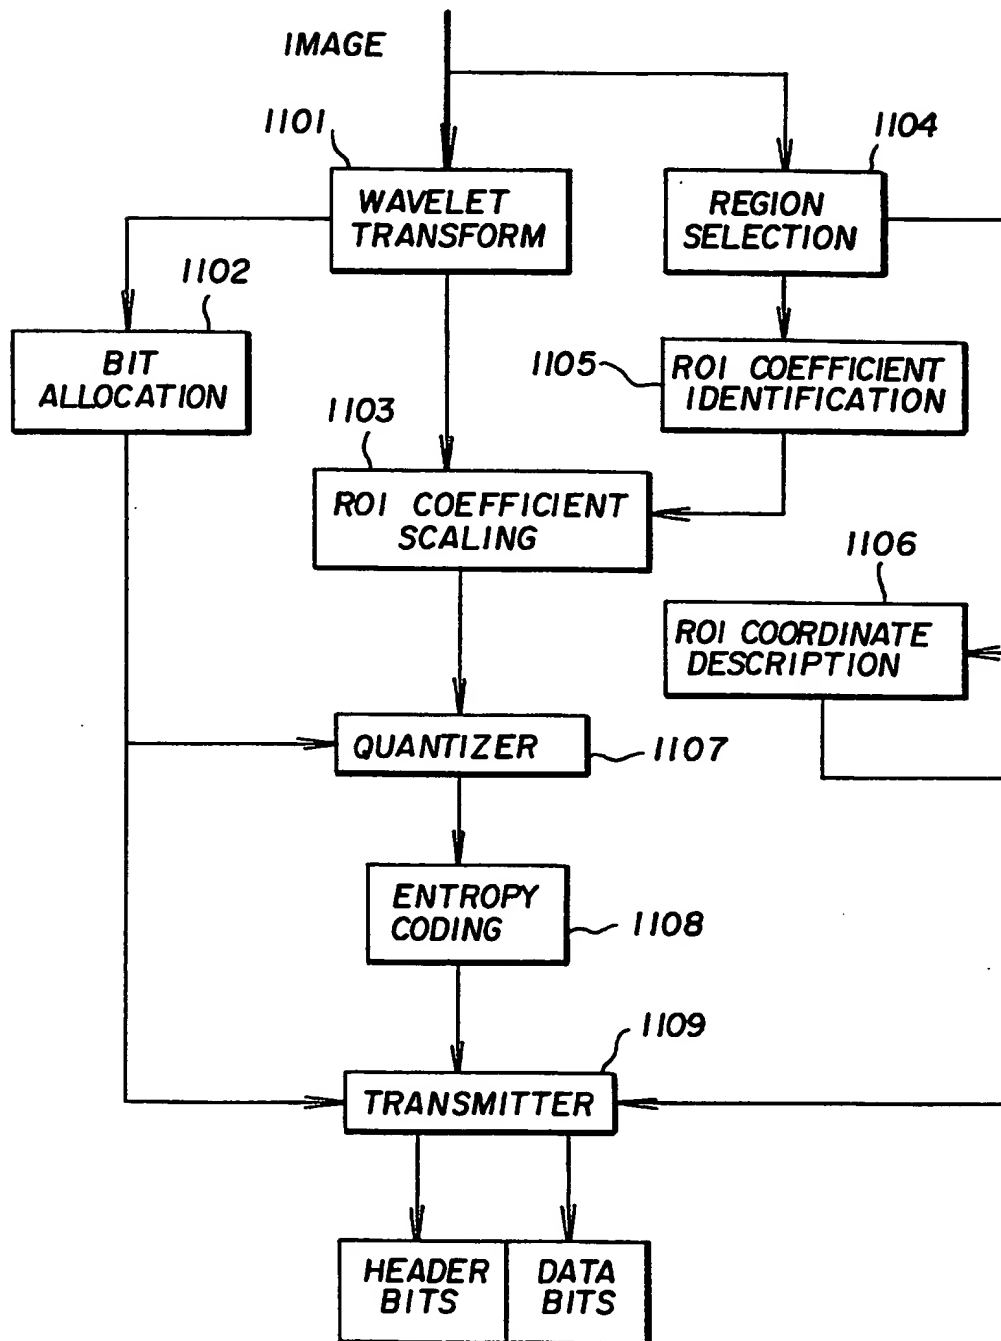 IMAGE
1101
WAVELET
TRANSFORM
1104
REGION
SELECTION
1102
BIT
ALLOCATION
1105
ROI COEFFICIENT
IDENTIFICATION
1103
ROI COEFFICIENT
SCALING
1106
ROI COORDINATE
DESCRIPTION
QUANTIZER
1107
ENTROPY
CODING
1108
1109
TRANSMITTER
HEADER
BITS
DATA
BITS